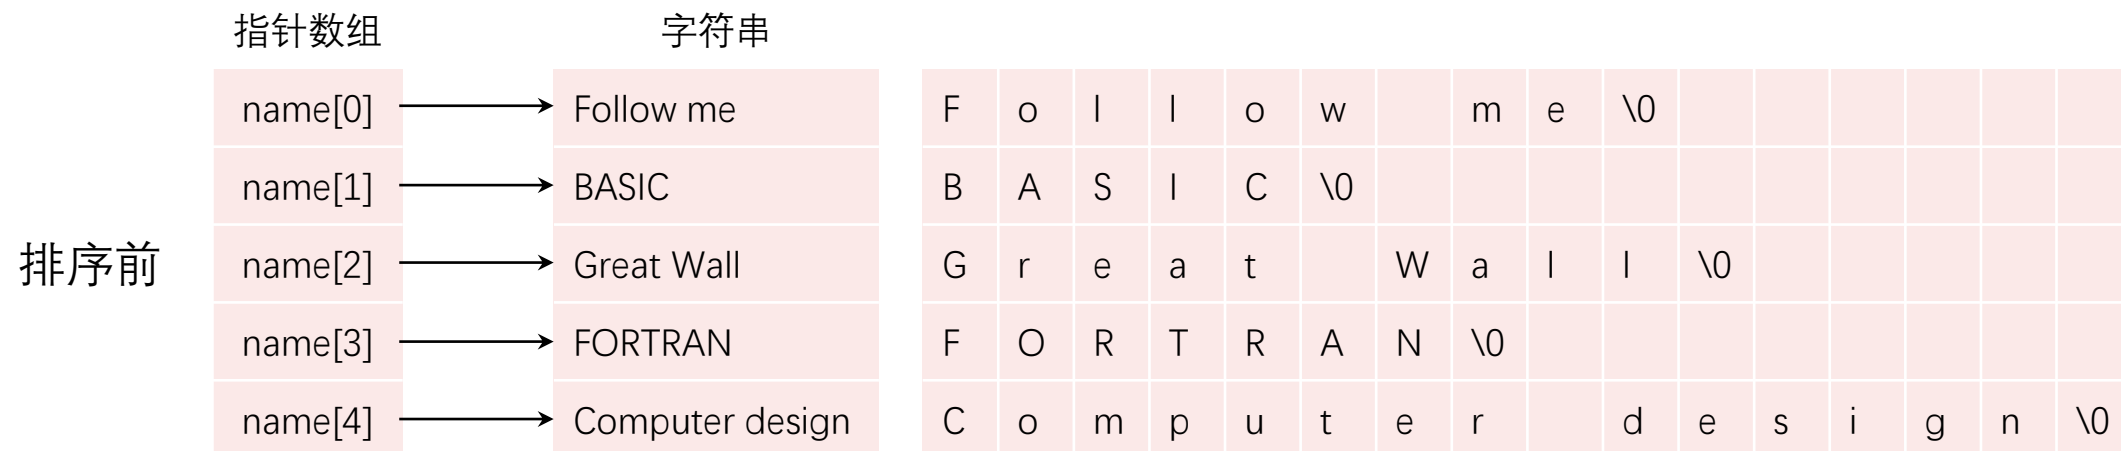 指针数组 字符串
name[0] Follow me F o l l o w m e \0
name[1] BASIC B A S I C \0
排序前 name[2] Great Wall G r e a t W a l l \0
name[3] FORTRAN F O R T R A N \0
name[4] Computer design C o m p u t e r d e s i g n \0